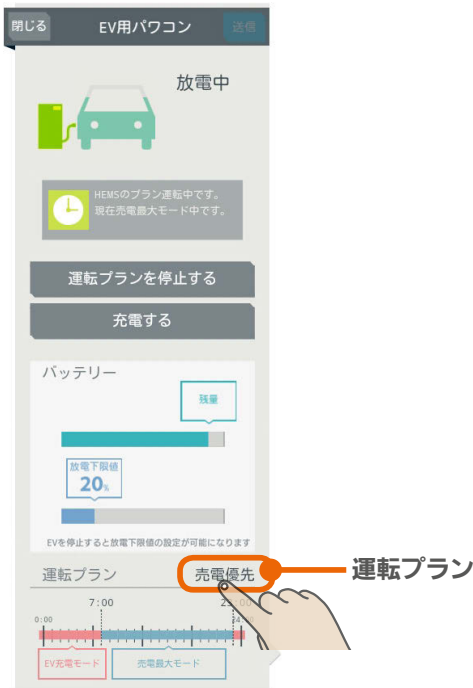 閉じる EV用パワコン 送信
放電中
HEMSのプラン運転中です。
現在売電最大モード中です。
運転プランを停止する
充電する
バッテリー
残量
放電下限値
20%
EVを停止すると放電下限値の設定が可能になります
運転プラン 売電優先 運転プラン
7:00
0:00
EV充電モード 売電最大モード